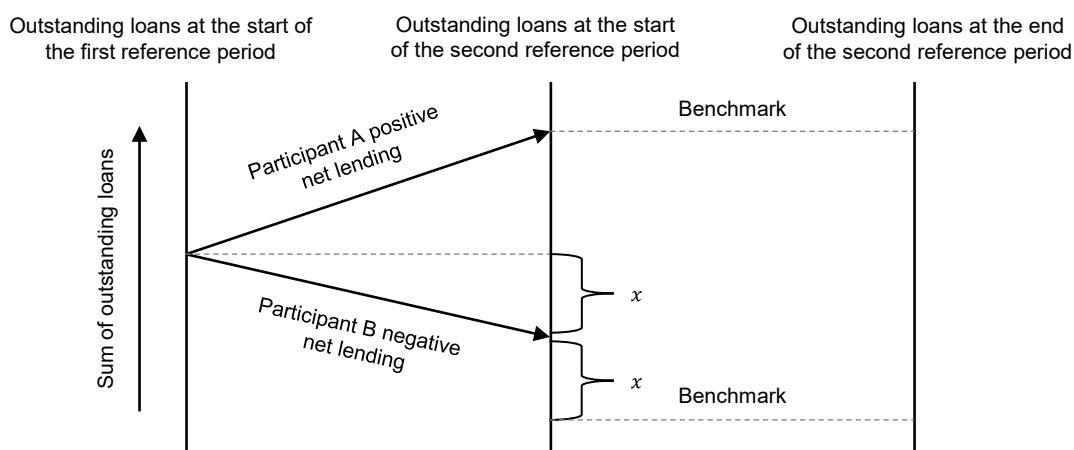 Outstanding loans at the start of
the first reference period
Outstanding loans at the start
of the second reference period
Outstanding loans at the end
of the second reference period
Sum of outstanding loans
Participant A positive
net lending
Participant B negative
net lending
Benchmark
x
x
Benchmark